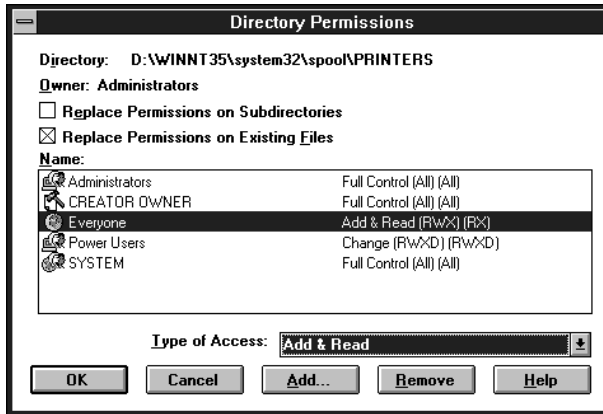 Directory Permissions
Directory: D:\WINNT35\system32\spool\PRINTERS
Owner: Administrators
Replace Permissions on Subdirectories
Replace Permissions on Existing Files
Name:
Administrators Full Control (All) (All)
CREATOR OWNER Full Control (All) (All)
Everyone Add & Read (RWX) (RX)
Power Users Change (RWXD) (RWXD)
SYSTEM Full Control (All) (All)
Type of Access: Add & Read
OK Cancel Add... Remove Help